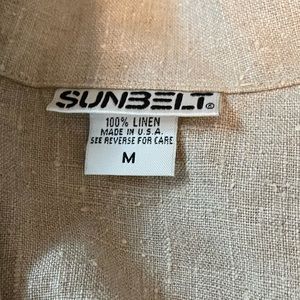 SUNBELT®
100% LINEN
MADE IN U.S.A.
SEE REVERSE FOR CARE
M